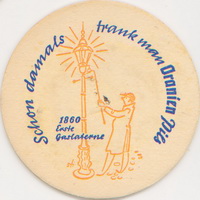 Schon damals trank man Oranien Pils
1860
Erste
Gaslaterne